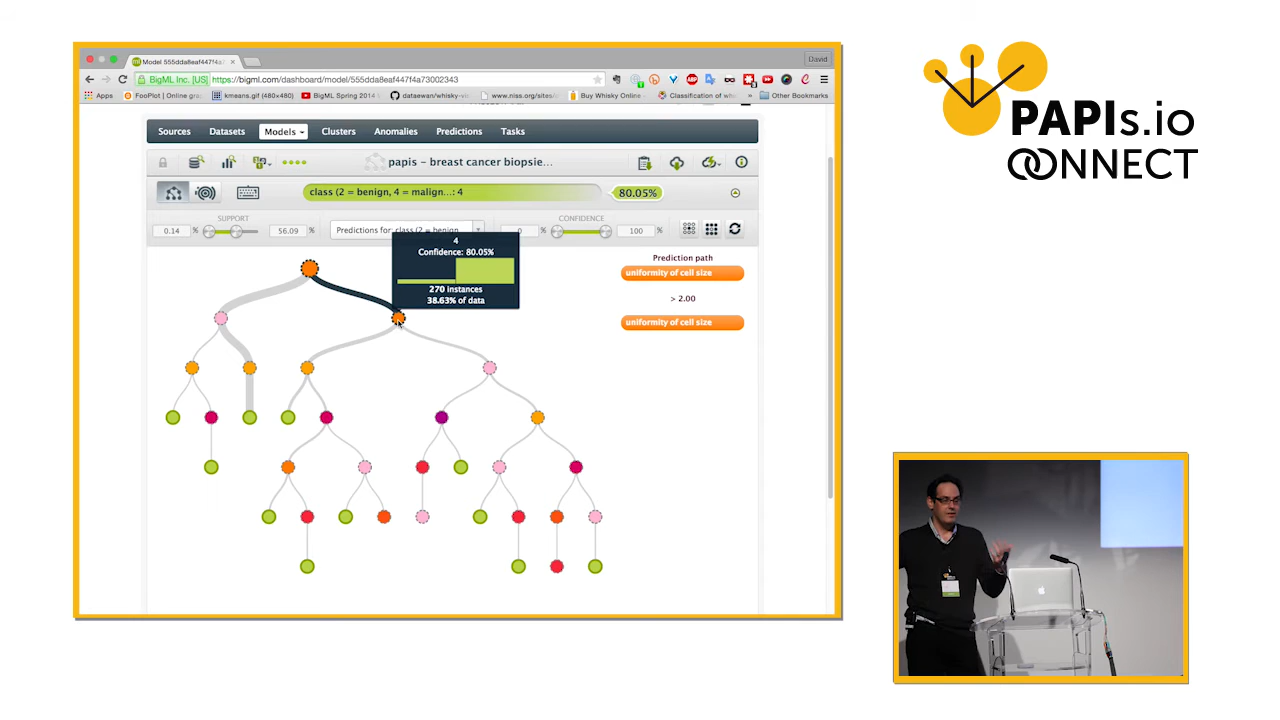 Model 555dda8eaf447f4a7
David
BigML Inc. [US] https://bigml.com/dashboard/model/555dda8eaf447f4a73002343
Apps FooPlot | Online gra kmeans.gif (480×480) BigML Spring 2014 dataewan/whisky-v www.niss.org/sites Buy Whisky Online Classification of wh » Other Bookmarks
Sources Datasets Models Clusters Anomalies Predictions Tasks
papis - breast cancer biopsie...
class (2 = benign, 4 = malign...: 4 80.05%
SUPPORT CONFIDENCE
0.14 % 56.09 % Predictions for: class (2 = benign 0 % 100 %
4
Confidence: 80.05%
270 instances
38.63% of data
Prediction path
uniformity of cell size
> 2.00
uniformity of cell size
PAPIs.io
CONNECT